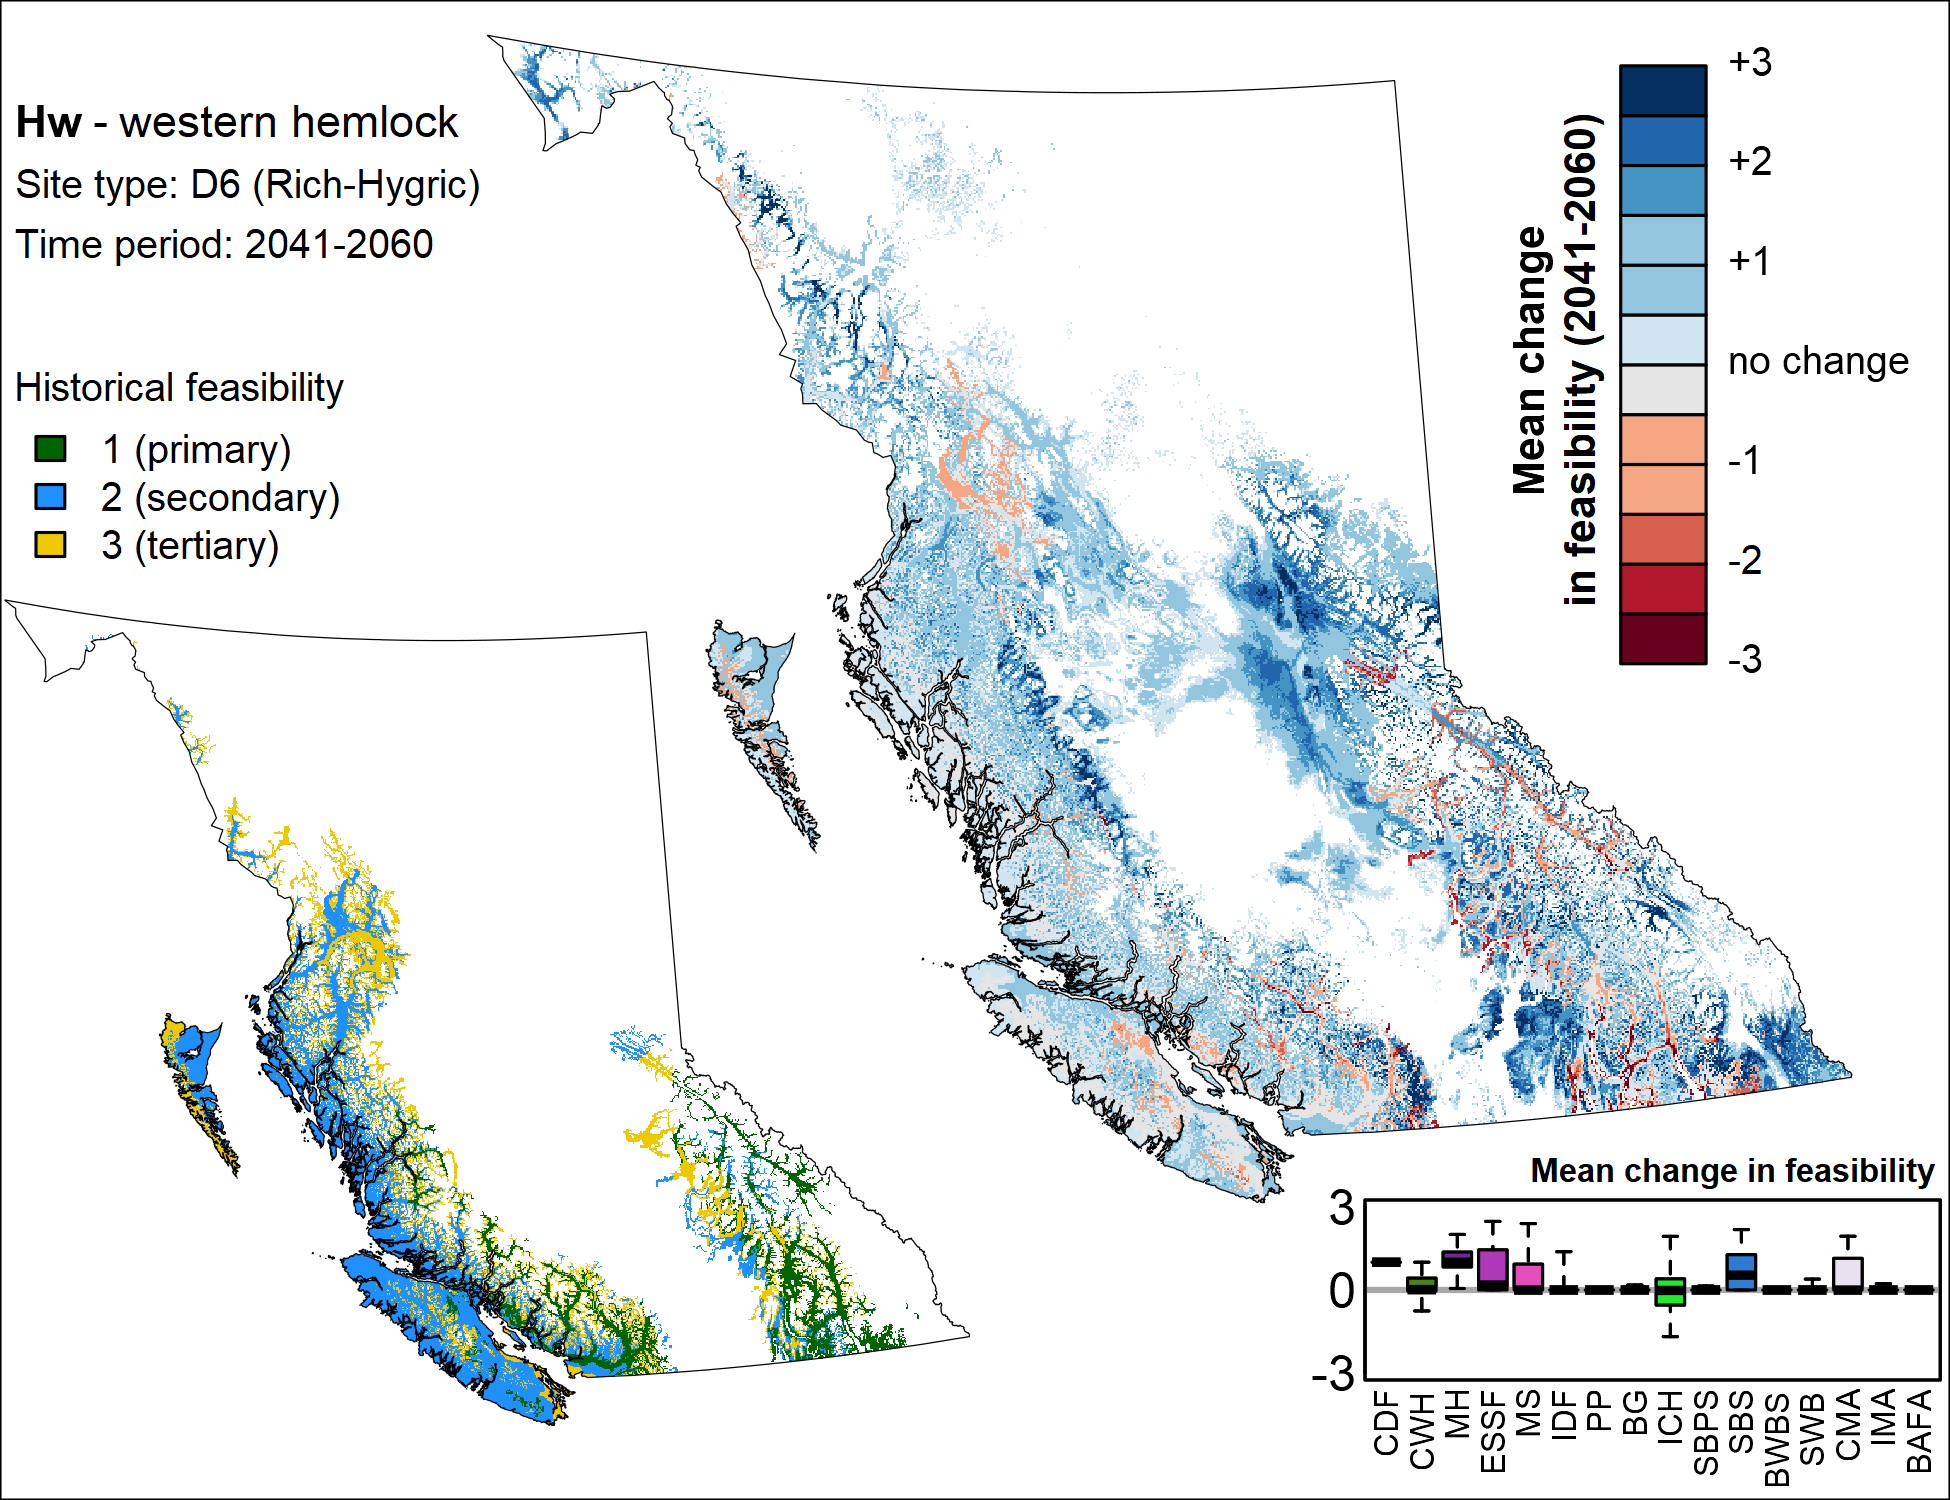 Hw - western hemlock
Site type: D6 (Rich-Hygric)
Time period: 2041-2060
Historical feasibility
1 (primary)
2 (secondary)
3 (tertiary)
Mean change
in feasibility (2041-2060)
+3
+2
+1
no change
-1
-2
-3
Mean change in feasibility
3
0
-3
CDF
CWH
MH
ESSF
MS
IDF
PP
BG
ICH
SBPS
SBS
BWBS
SWB
CMA
IMA
BAFA